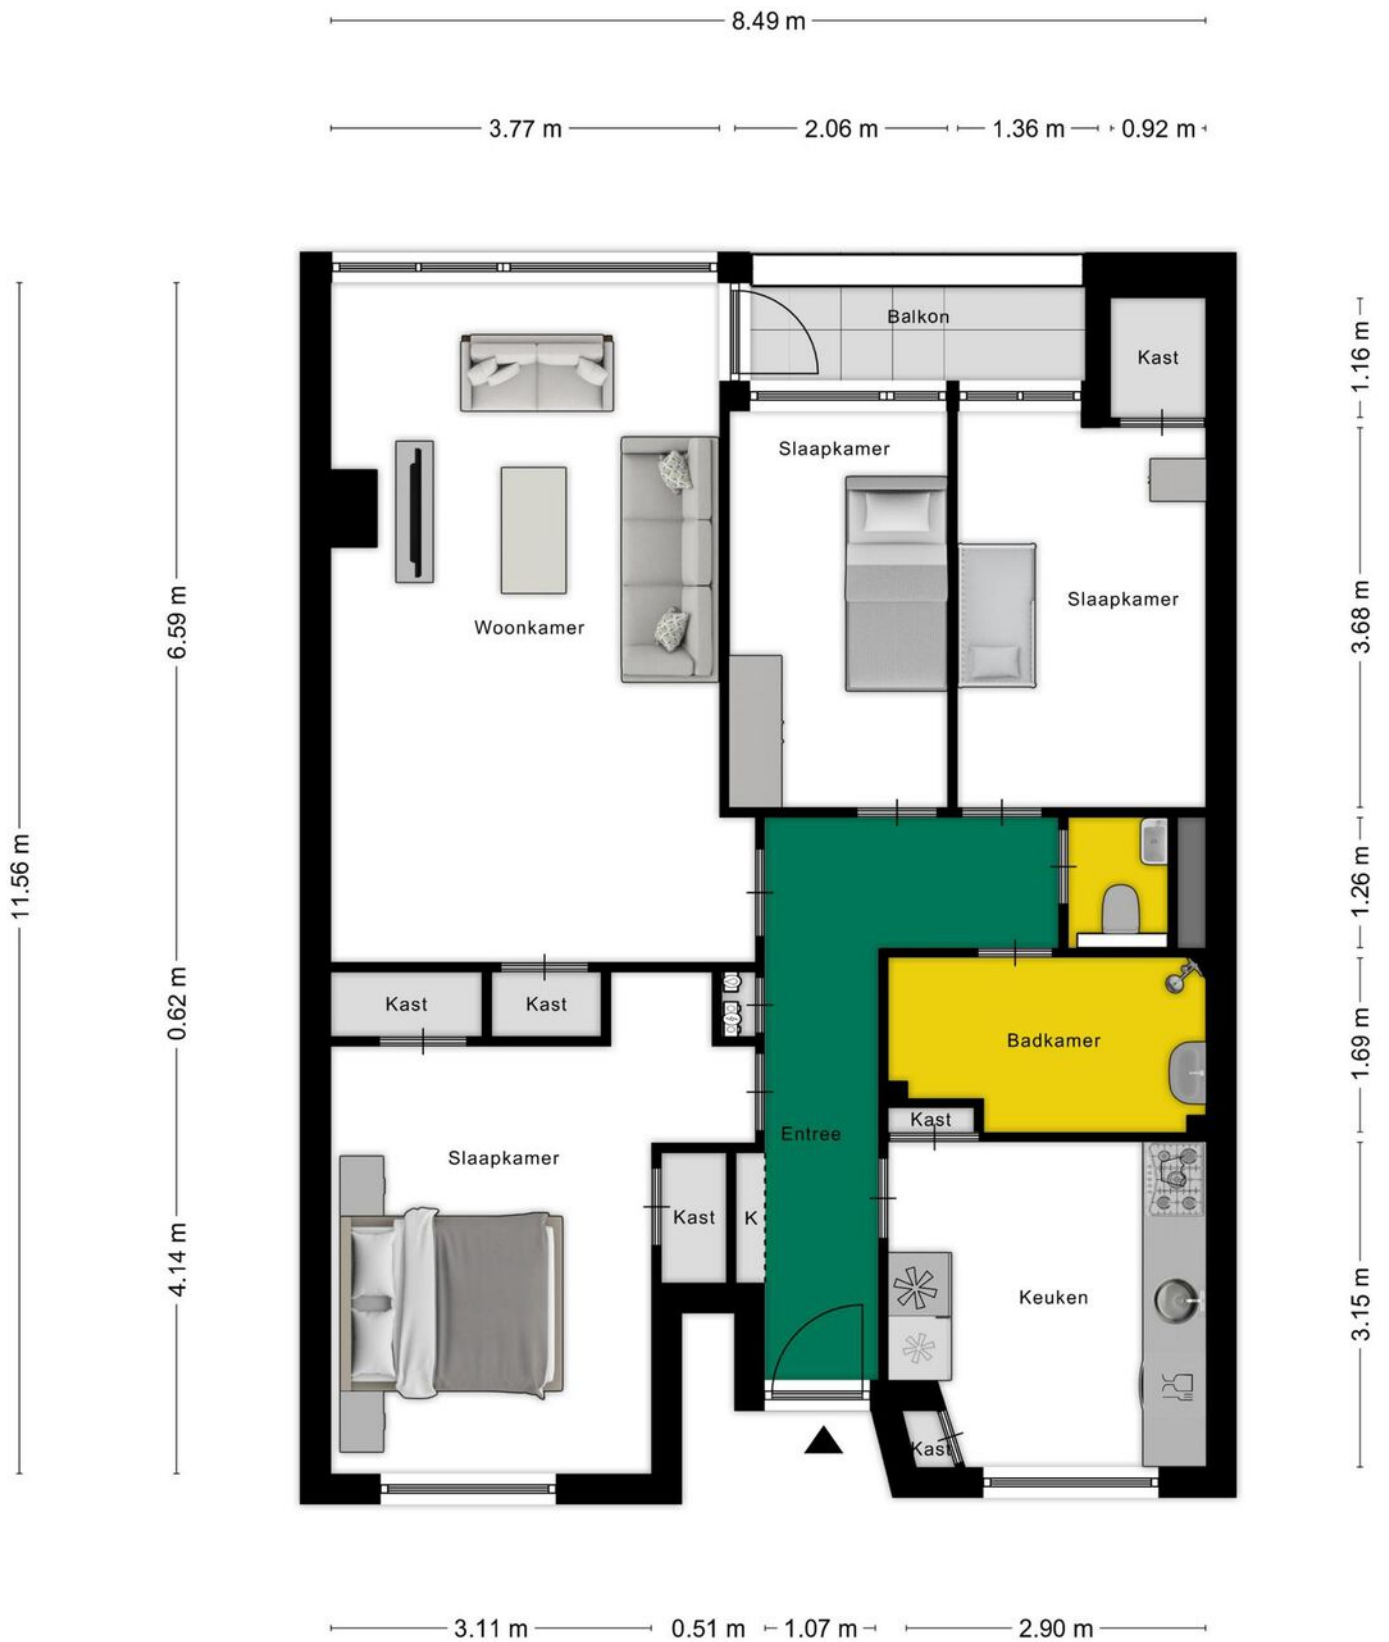 8.49 m
3.77 m
2.06 m
1.36 m
0.92 m
Balkon
Kast
1.16 m
Slaapkamer
Slaapkamer
Woonkamer
6.59 m
3.68 m
11.56 m
1.26 m
Kast
Kast
0.62 m
Badkamer
1.69 m
Kast
Entree
Slaapkamer
Kast
K
4.14 m
Keuken
3.15 m
Kast
3.11 m
0.51 m
1.07 m
2.90 m